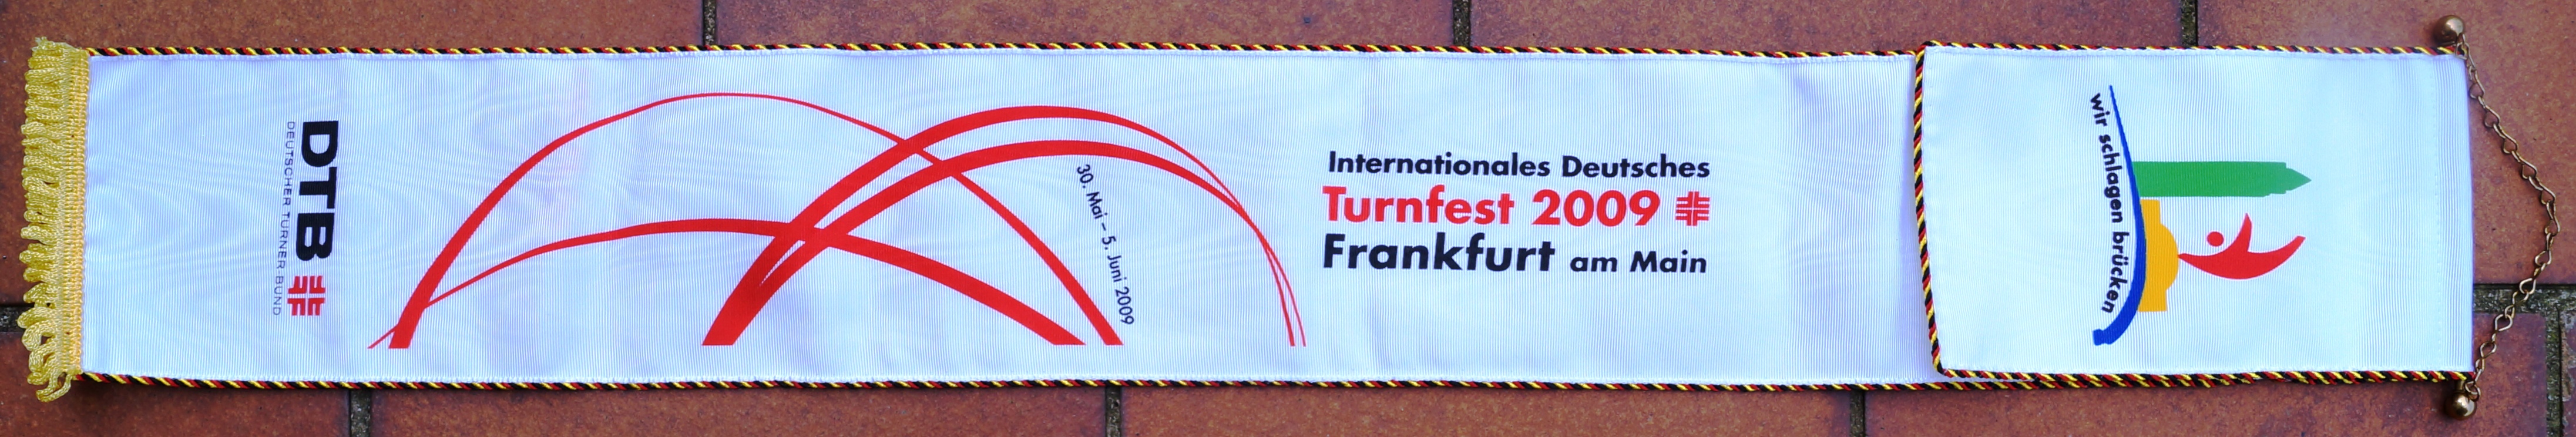 DTB
DEUTSCHER TURNER-BUND
30. Mai – 5. Juni 2009
Internationales Deutsches
Turnfest 2009
Frankfurt am Main
wir schlagen brücken